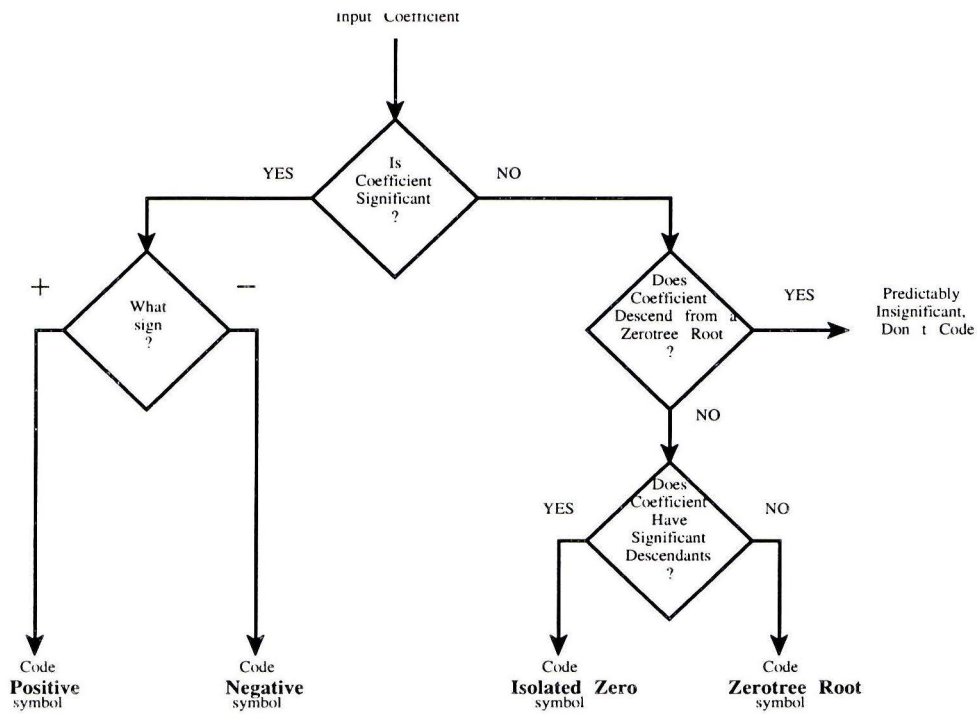 Input Coefficient
Is
Coefficient
Significant
?
YES
NO
What
sign
?
+
−
Does
Coefficient
Descend from a
Zerotree Root
?
YES
Predictably
Insignificant,
Don t Code
NO
Does
Coefficient
Have
Significant
Descendants
?
YES
NO
Code
Positive
symbol
Code
Negative
symbol
Code
Isolated Zero
symbol
Code
Zerotree Root
symbol